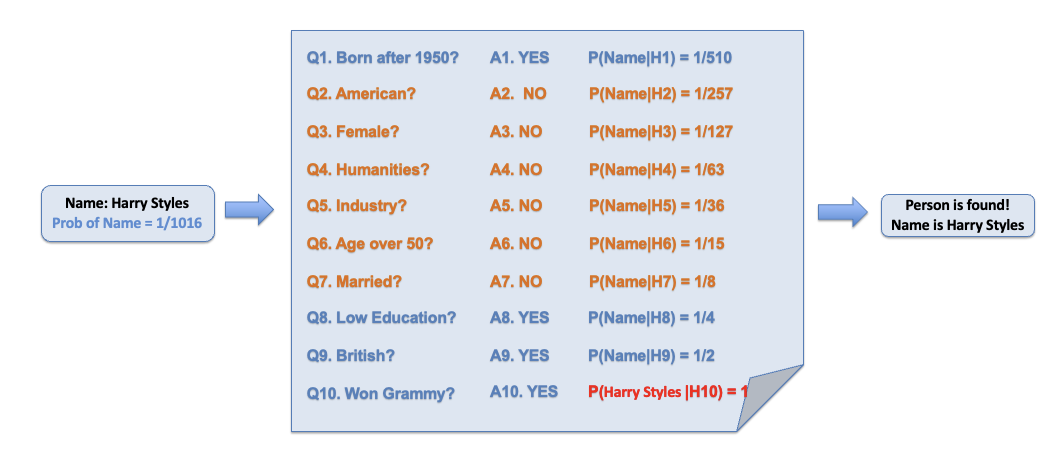 Name: Harry Styles
Prob of Name = 1/1016
Q1. Born after 1950? A1. YES P(Name|H1) = 1/510
Q2. American? A2. NO P(Name|H2) = 1/257
Q3. Female? A3. NO P(Name|H3) = 1/127
Q4. Humanities? A4. NO P(Name|H4) = 1/63
Q5. Industry? A5. NO P(Name|H5) = 1/36
Q6. Age over 50? A6. NO P(Name|H6) = 1/15
Q7. Married? A7. NO P(Name|H7) = 1/8
Q8. Low Education? A8. YES P(Name|H8) = 1/4
Q9. British? A9. YES P(Name|H9) = 1/2
Q10. Won Grammy? A10. YES P(Harry Styles |H10) = 1
Person is found!
Name is Harry Styles